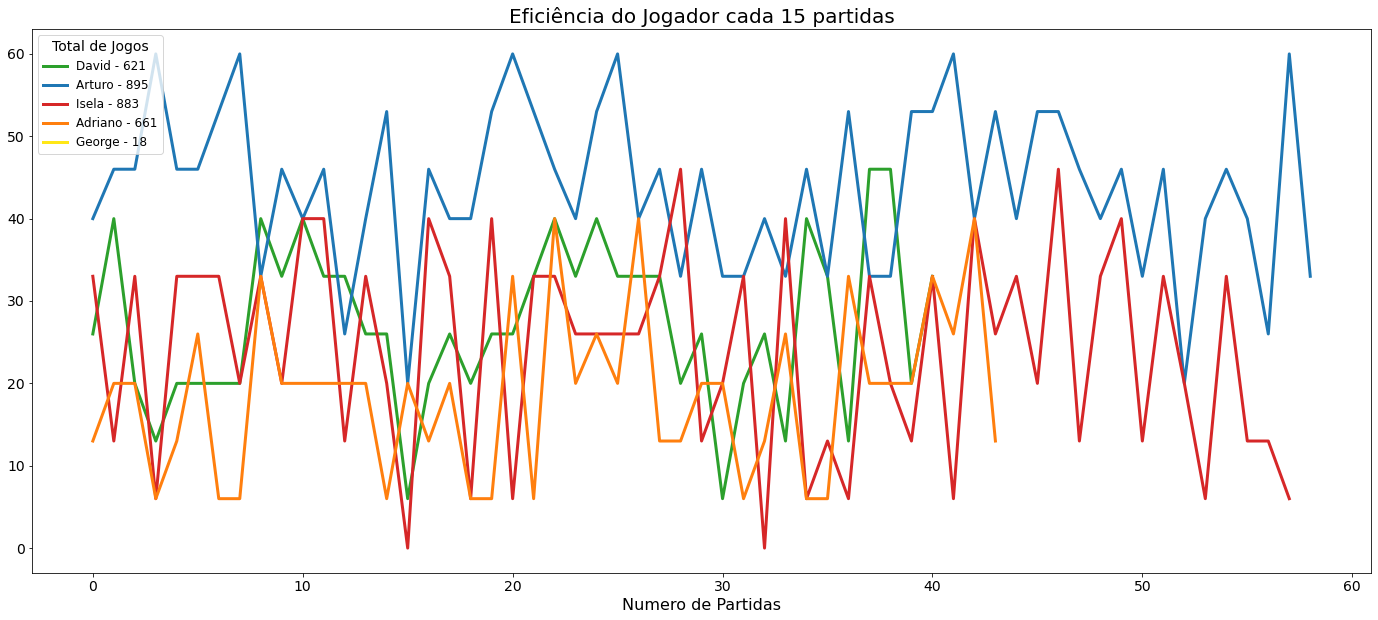 Eficiência do Jogador cada 15 partidas
Total de Jogos
David - 621
Arturo - 895
Isela - 883
Adriano - 661
George - 18
60
50
40
30
20
10
0
0 10 20 30 40 50 60
Numero de Partidas